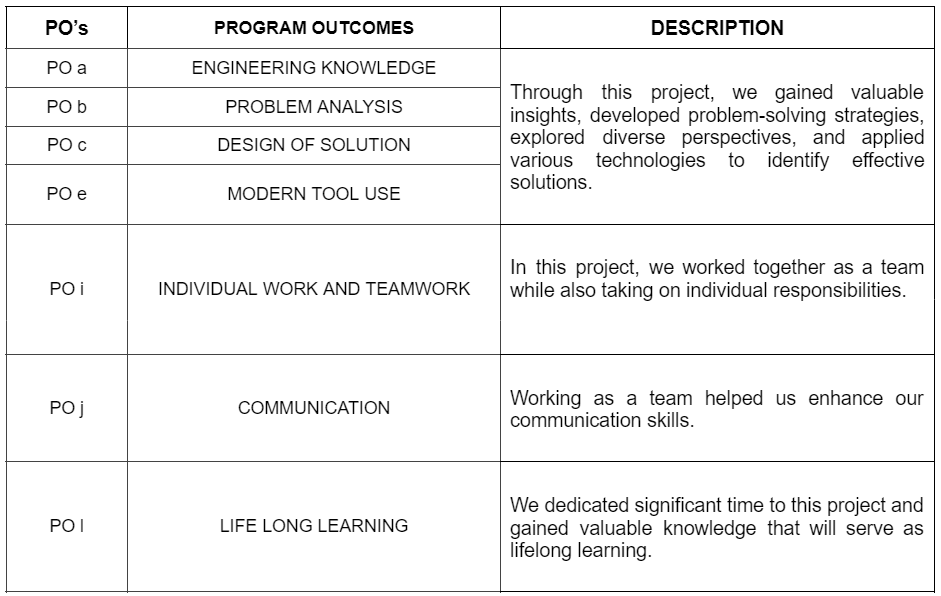 PO's PROGRAM OUTCOMES DESCRIPTION
PO a ENGINEERING KNOWLEDGE
PO b PROBLEM ANALYSIS
PO c DESIGN OF SOLUTION
PO e MODERN TOOL USE
Through this project, we gained valuable
insights, developed problem-solving strategies,
explored diverse perspectives, and applied
various technologies to identify effective
solutions.
PO i INDIVIDUAL WORK AND TEAMWORK
In this project, we worked together as a team
while also taking on individual responsibilities.
PO j COMMUNICATION
Working as a team helped us enhance our
communication skills.
PO l LIFE LONG LEARNING
We dedicated significant time to this project and
gained valuable knowledge that will serve as
lifelong learning.